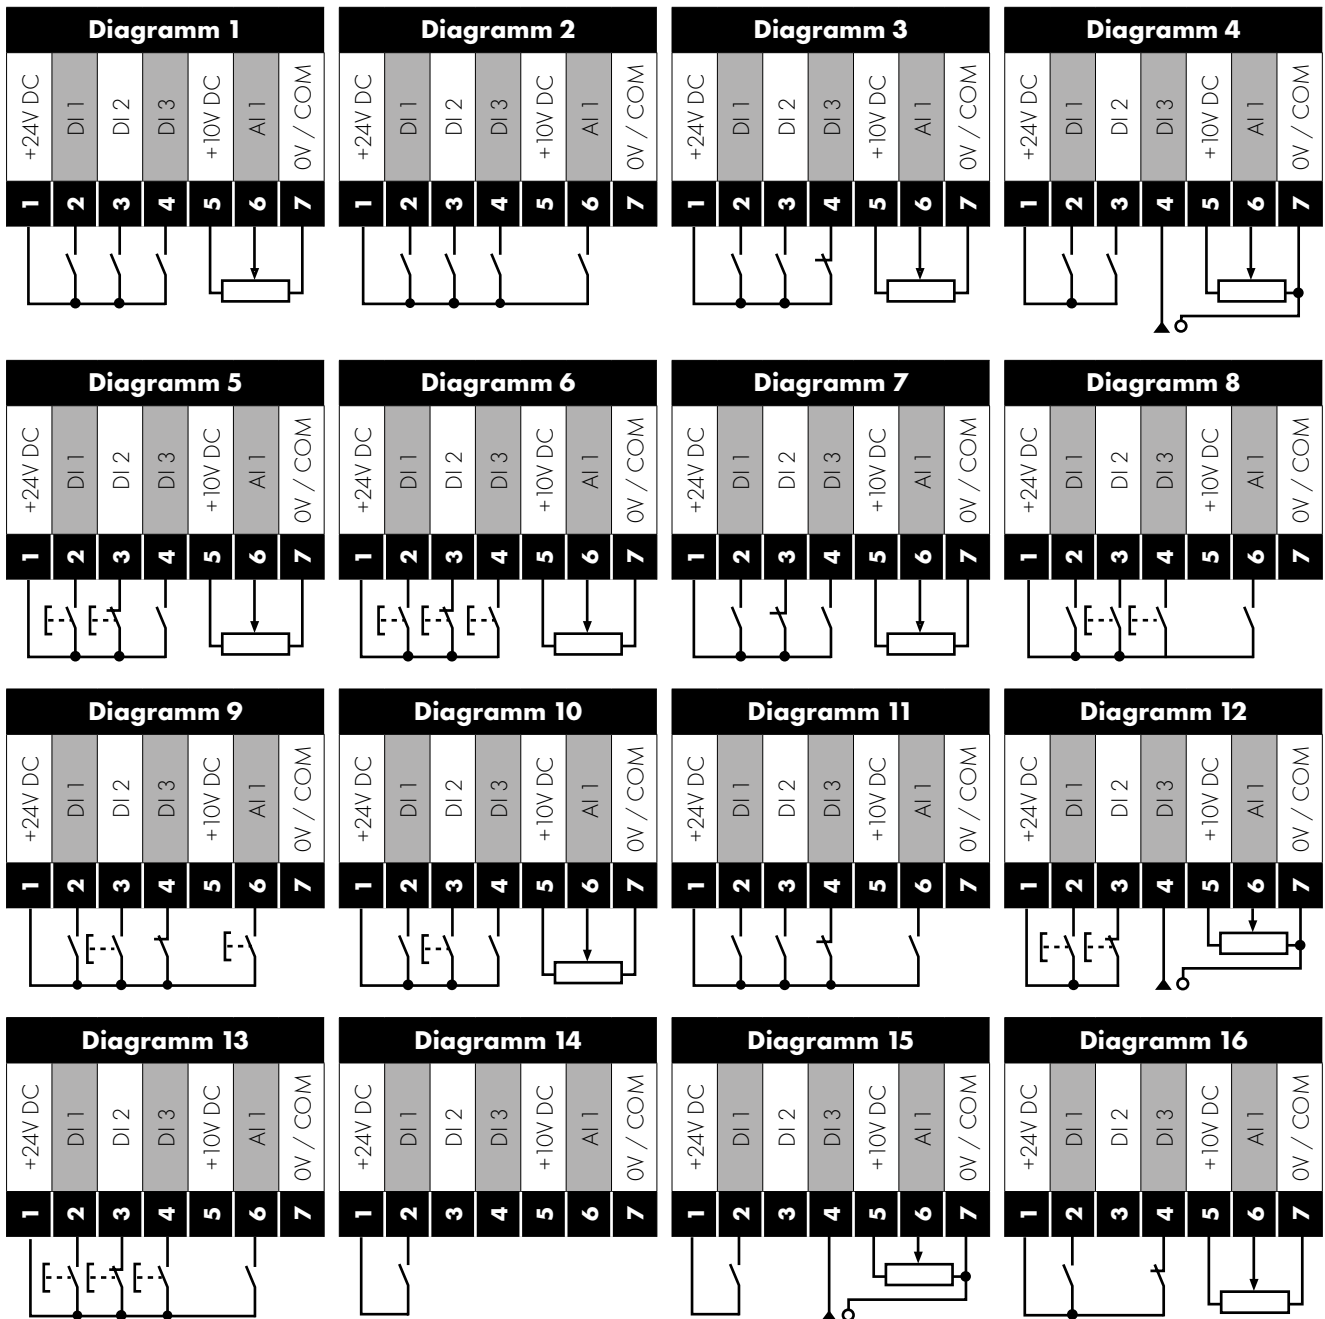 Diagramm 1 Diagramm 2 Diagramm 3 Diagramm 4
+24V DC DI 1 DI 2 DI 3 +10V DC AI 1 0V / COM +24V DC DI 1 DI 2 DI 3 +10V DC AI 1 0V / COM +24V DC DI 1 DI 2 DI 3 +10V DC AI 1 0V / COM +24V DC DI 1 DI 2 DI 3 +10V DC AI 1 0V / COM
1 2 3 4 5 6 7 1 2 3 4 5 6 7 1 2 3 4 5 6 7 1 2 3 4 5 6 7
Diagramm 5 Diagramm 6 Diagramm 7 Diagramm 8
+24V DC DI 1 DI 2 DI 3 +10V DC AI 1 0V / COM +24V DC DI 1 DI 2 DI 3 +10V DC AI 1 0V / COM +24V DC DI 1 DI 2 DI 3 +10V DC AI 1 0V / COM +24V DC DI 1 DI 2 DI 3 +10V DC AI 1 0V / COM
1 2 3 4 5 6 7 1 2 3 4 5 6 7 1 2 3 4 5 6 7 1 2 3 4 5 6 7
Diagramm 9 Diagramm 10 Diagramm 11 Diagramm 12
+24V DC DI 1 DI 2 DI 3 +10V DC AI 1 0V / COM +24V DC DI 1 DI 2 DI 3 +10V DC AI 1 0V / COM +24V DC DI 1 DI 2 DI 3 +10V DC AI 1 0V / COM +24V DC DI 1 DI 2 DI 3 +10V DC AI 1 0V / COM
1 2 3 4 5 6 7 1 2 3 4 5 6 7 1 2 3 4 5 6 7 1 2 3 4 5 6 7
Diagramm 13 Diagramm 14 Diagramm 15 Diagramm 16
+24V DC DI 1 DI 2 DI 3 +10V DC AI 1 0V / COM +24V DC DI 1 DI 2 DI 3 +10V DC AI 1 0V / COM +24V DC DI 1 DI 2 DI 3 +10V DC AI 1 0V / COM +24V DC DI 1 DI 2 DI 3 +10V DC AI 1 0V / COM
1 2 3 4 5 6 7 1 2 3 4 5 6 7 1 2 3 4 5 6 7 1 2 3 4 5 6 7